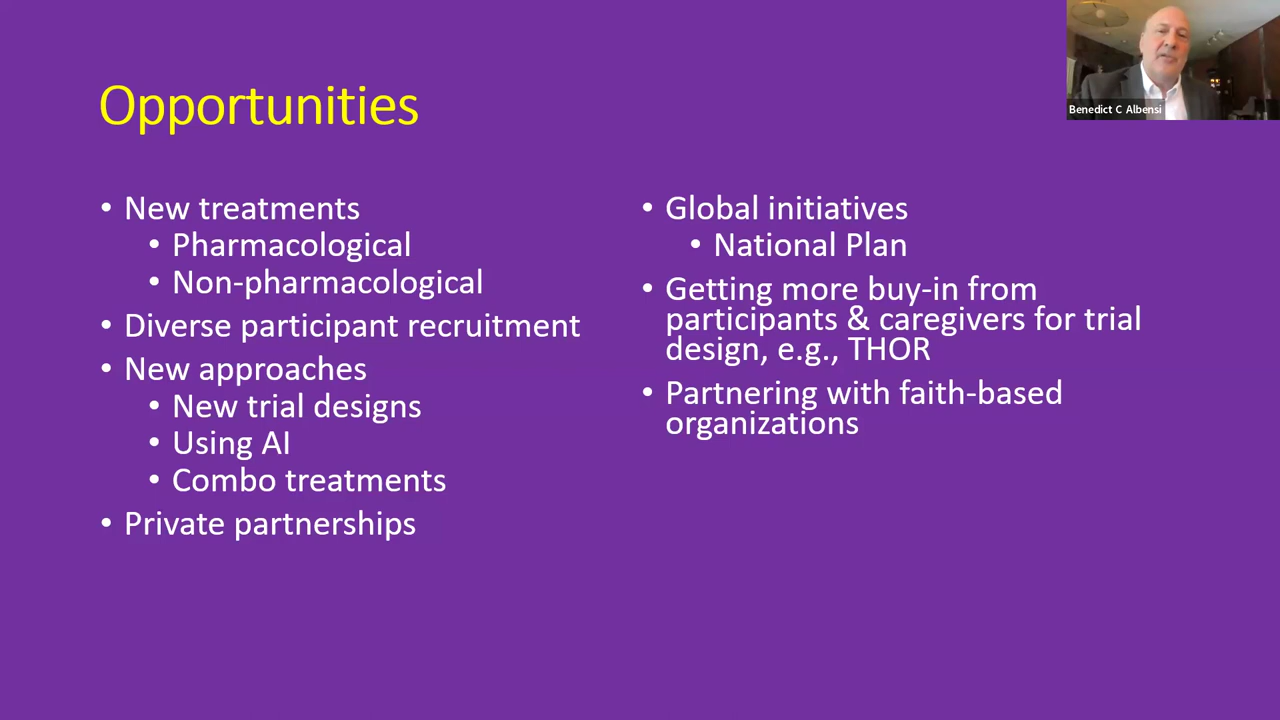 Opportunities
• New treatments
• Pharmacological
• Non-pharmacological
• Diverse participant recruitment
• New approaches
• New trial designs
• Using AI
• Combo treatments
• Private partnerships
• Global initiatives
• National Plan
• Getting more buy-in from
participants & caregivers for trial
design, e.g., THOR
• Partnering with faith-based
organizations
Benedict C Albensi